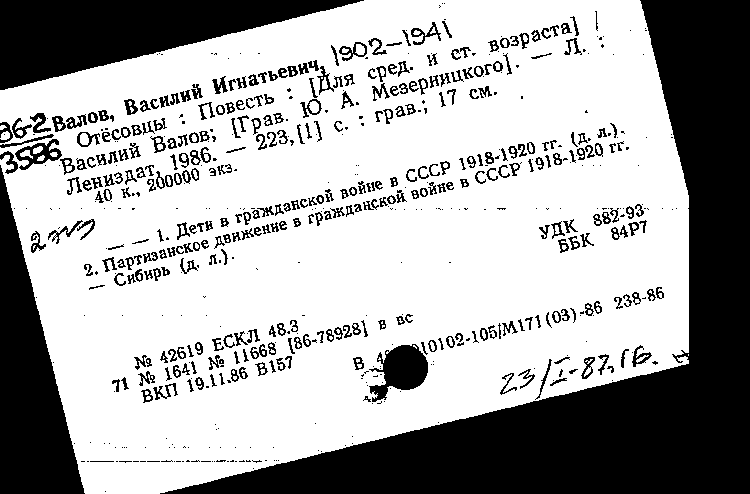 86-2
3586
Валов, Василий Игнатьевич, 1902-1941
Отёсовцы : Повесть : [Для сред. и ст. возраста] /
Василий Валов; [Грав. Ю. А. Мезерницкого]. — Л. :
Лениздат, 1986. — 223,[1] с. : грав.; 17 см.
40 к., 200000 экз.
2 экз
— — 1. Дети в гражданской войне в СССР 1918-1920 гг. (д. л.).
2. Партизанское движение в гражданской войне в СССР 1918-1920 гг.
— Сибирь (д. л.).
УДК 882-93
ББК 84Р7
№ 42619 ЕСКЛ 48.3
71 № 1641 № 11668 [86-78928] в вс
ВКП 19.11.86 В157
В 0102-105/М171(03)-86 238-86
23/I-87.